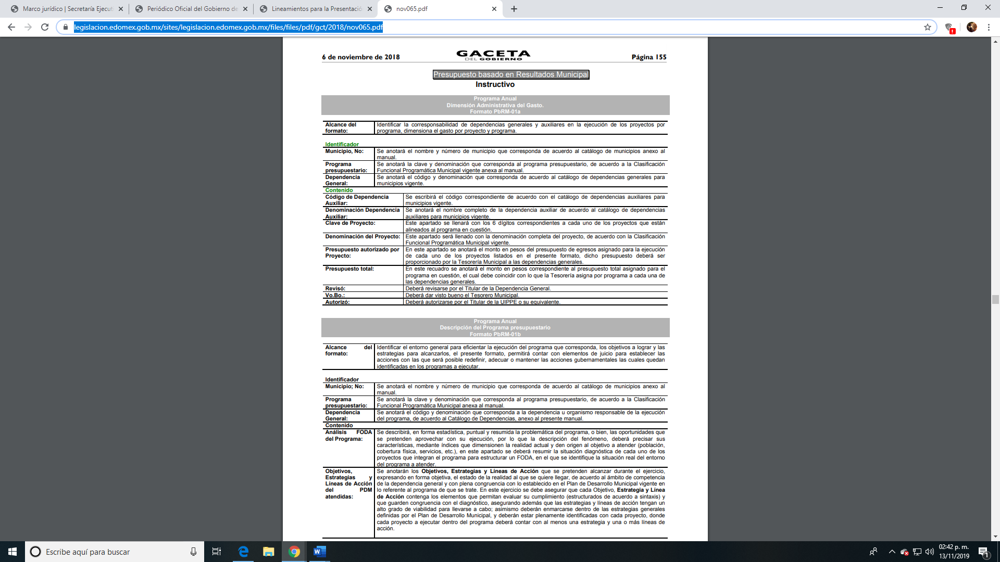 Marco jurídico | Secretaría Ejecuti
Periódico Oficial del Gobierno de
Lineamientos para la Presentació
nov065.pdf
legislacion.edomex.gob.mx/sites/legislacion.edomex.gob.mx/files/files/pdf/gct/2018/nov065.pdf
6 de noviembre de 2018
GACETA
DEL GOBIERNO
Página 155
Presupuesto basado en Resultados Municipal
Instructivo
Programa Anual
Dimensión Administrativa del Gasto.
Formato PbRM-01a
Alcance del formato:
Identificar la corresponsabilidad de dependencias generales y auxiliares en la ejecución de los proyectos por
programa, dimensiona el gasto por proyecto y programa.
Identificador
Municipio, No:
Se anotará el nombre y número de municipio que corresponda de acuerdo al catálogo de municipios anexo al
manual.
Programa presupuestario:
Se anotará la clave y denominación que corresponda al programa presupuestario, de acuerdo a la Clasificación
Funcional Programática Municipal vigente anexa al manual.
Dependencia General:
Se anotará el código y denominación que corresponda de acuerdo al catálogo de dependencias generales para
municipios vigente.
Contenido
Código de Dependencia Auxiliar:
Se escribirá el código correspondiente de acuerdo con el catálogo de dependencias auxiliares para
municipios vigente.
Denominación Dependencia Auxiliar:
Se anotará el nombre completo de la dependencia auxiliar de acuerdo al catálogo de dependencias
auxiliares para municipios vigente.
Clave de Proyecto:
Este apartado se llenará con los 6 dígitos correspondientes a cada uno de los proyectos que están
alineados al programa en cuestión.
Denominación del Proyecto:
Este apartado será llenado con la denominación completa del proyecto, de acuerdo con la Clasificación
Funcional Programática Municipal vigente.
Presupuesto autorizado por Proyecto:
En este apartado se anotará el monto en pesos del presupuesto de egresos asignado para la ejecución
de cada uno de los proyectos listados en el presente formato, dicho presupuesto deberá ser
proporcionado por la Tesorería Municipal a las dependencias generales.
Presupuesto total:
En este recuadro se anotará el monto en pesos correspondiente al presupuesto total asignado para el
programa en cuestión, el cual debe coincidir con lo que la Tesorería asigna por programa a cada una de
las dependencias generales.
Revisó:
Deberá revisarse por el Titular de la Dependencia General.
Vo.Bo.:
Deberá dar visto bueno el Tesorero Municipal.
Autorizó:
Deberá autorizarse por el Titular de la UIPPE o su equivalente.
Programa Anual
Descripción del Programa presupuestario
Formato PbRM-01b
Alcance del formato:
Identificar el entorno general para eficientar la ejecución del programa que corresponda, los objetivos a lograr y las
estrategias para alcanzarlos, el presente formato, permitirá contar con elementos de juicio para establecer las
acciones con las que será posible redefinir, adecuar o mantener las acciones gubernamentales las cuales quedan
identificadas en los programas a ejecutar.
Identificador
Municipio; No:
Se anotará el nombre y número de municipio que corresponda de acuerdo al catálogo de municipios anexo al
manual.
Programa presupuestario:
Se anotará la clave y denominación que corresponda al programa presupuestario, de acuerdo a la Clasificación
Funcional Programática Municipal anexa al manual.
Dependencia General:
Se anotará el código y denominación que corresponda a la dependencia u organismo responsable de la ejecución
del programa, de acuerdo al Catálogo de Dependencias, anexo al presente manual.
Contenido
Análisis FODA del Programa:
Se describirá, en forma estadística, puntual y resumida la problemática del programa, o bien, las oportunidades que
se pretenden aprovechar con su ejecución, por lo que la descripción del fenómeno, deberá precisar sus
características, mediante índices que dimensionen la realidad actual y den origen al objetivo a atender (población,
cobertura física, servicios, etc.), en este apartado se deberá resumir la situación diagnóstica de cada uno de los
proyectos que integran el programa para estructurar un FODA, en el que se identifique la situación real del entorno
del programa a atender.
Objetivos, Estrategias y Líneas de Acción del PDM atendidas:
Se anotarán los Objetivos, Estrategias y Líneas de Acción que se pretenden alcanzar durante el ejercicio,
expresando en forma objetiva, el estado de la realidad al que se quiere llegar, de acuerdo al ámbito de competencia
de la dependencia general y con plena congruencia con lo establecido en el Plan de Desarrollo Municipal vigente en
lo referente al programa de que se trate. En este ejercicio se debe asegurar que cada Objetivo, Estrategia y Línea
de Acción contenga los elementos que permitan evaluar su cumplimiento (estructurados de acuerdo a sintaxis) y
que guarden congruencia con el diagnóstico, asegurando además que las estrategias y líneas de acción tengan un
alto grado de viabilidad para llevarse a cabo; asimismo deberán enmarcarse dentro de las estrategias generales
definidas por el Plan de Desarrollo Municipal, y deberán estar plenamente identificadas con cada proyecto, donde
cada proyecto a ejecutar dentro del programa deberá contar con al menos una estrategia y una o más líneas de
acción.
Escribe aquí para buscar
02:42 p. m.
13/11/2019
1